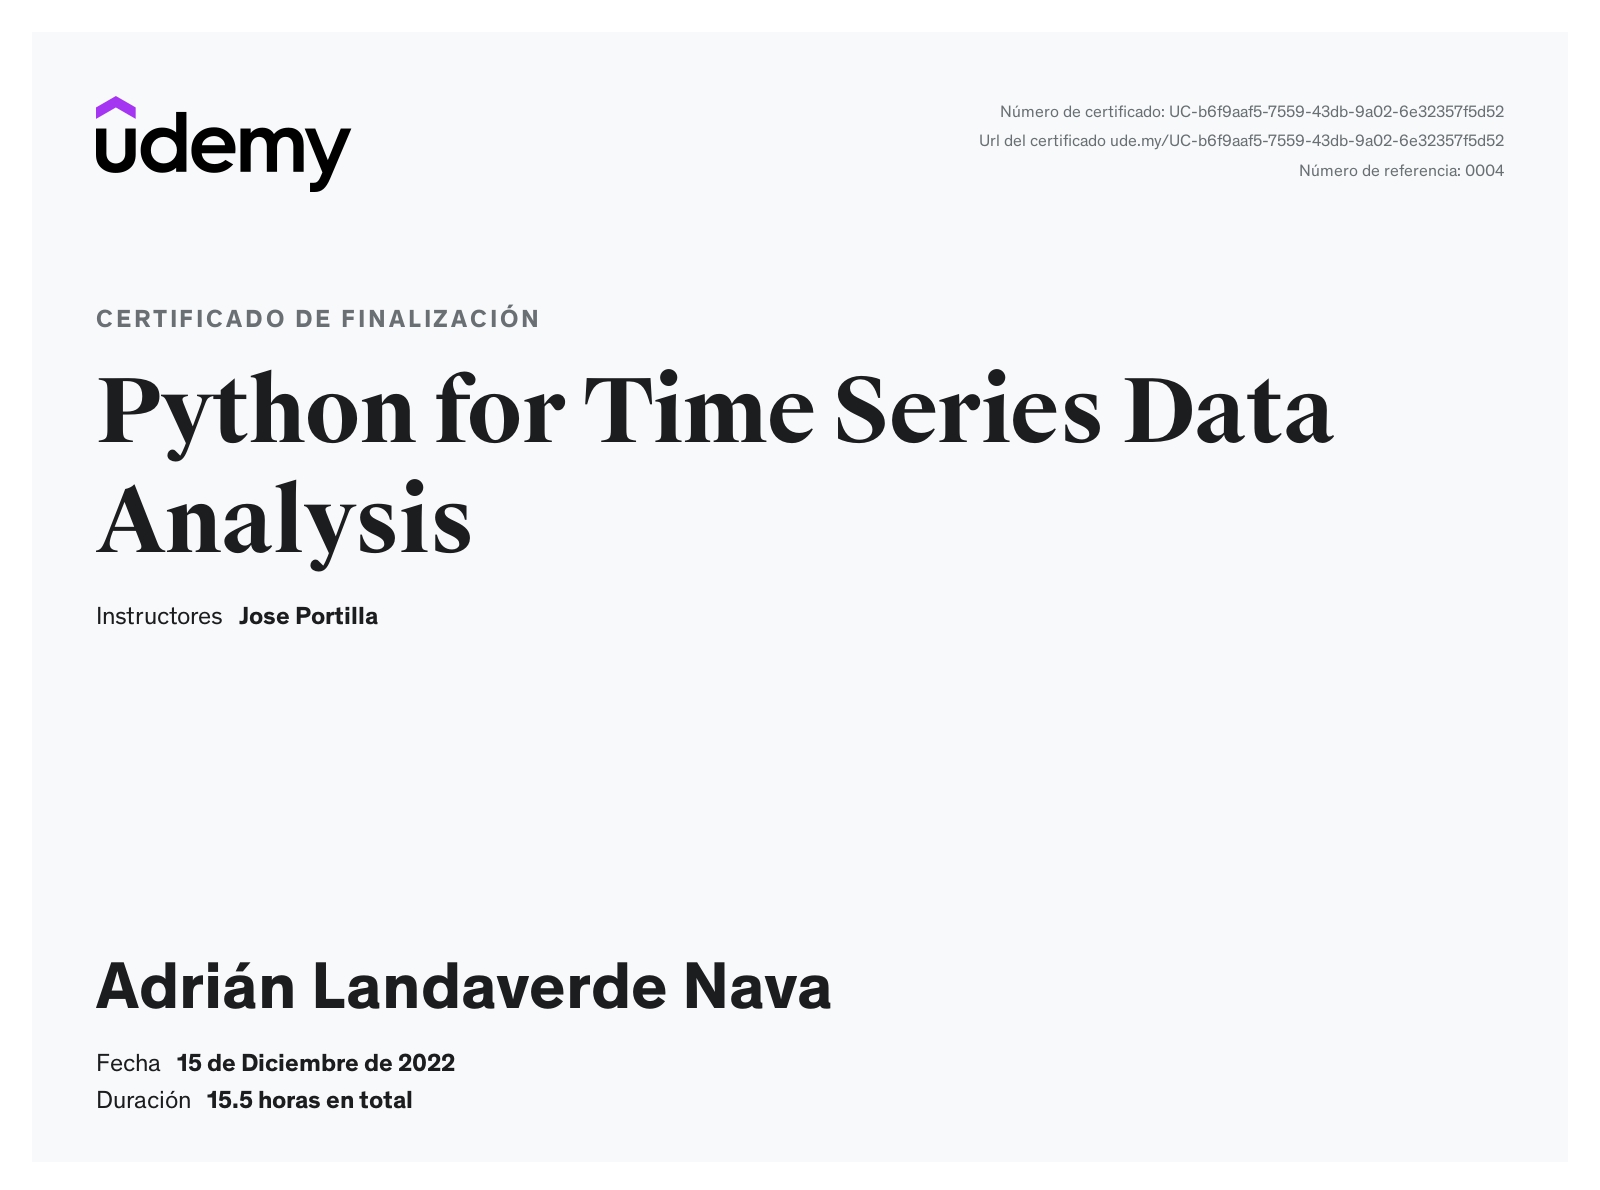 udemy
Número de certificado: UC-b6f9aaf5-7559-43db-9a02-6e32357f5d52
Url del certificado ude.my/UC-b6f9aaf5-7559-43db-9a02-6e32357f5d52
Número de referencia: 0004
CERTIFICADO DE FINALIZACIÓN
Python for Time Series Data
Analysis
Instructores Jose Portilla
Adrián Landaverde Nava
Fecha 15 de Diciembre de 2022
Duración 15.5 horas en total